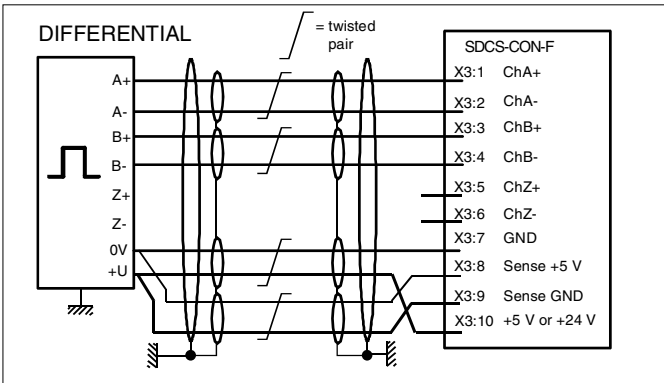 DIFFERENTIAL
= twisted
pair
SDCS-CON-F
A+
A-
B+
B-
Z+
Z-
0V
+U
X3:1 ChA+
X3:2 ChA-
X3:3 ChB+
X3:4 ChB-
X3:5 ChZ+
X3:6 ChZ-
X3:7 GND
X3:8 Sense +5 V
X3:9 Sense GND
X3:10 +5 V or +24 V